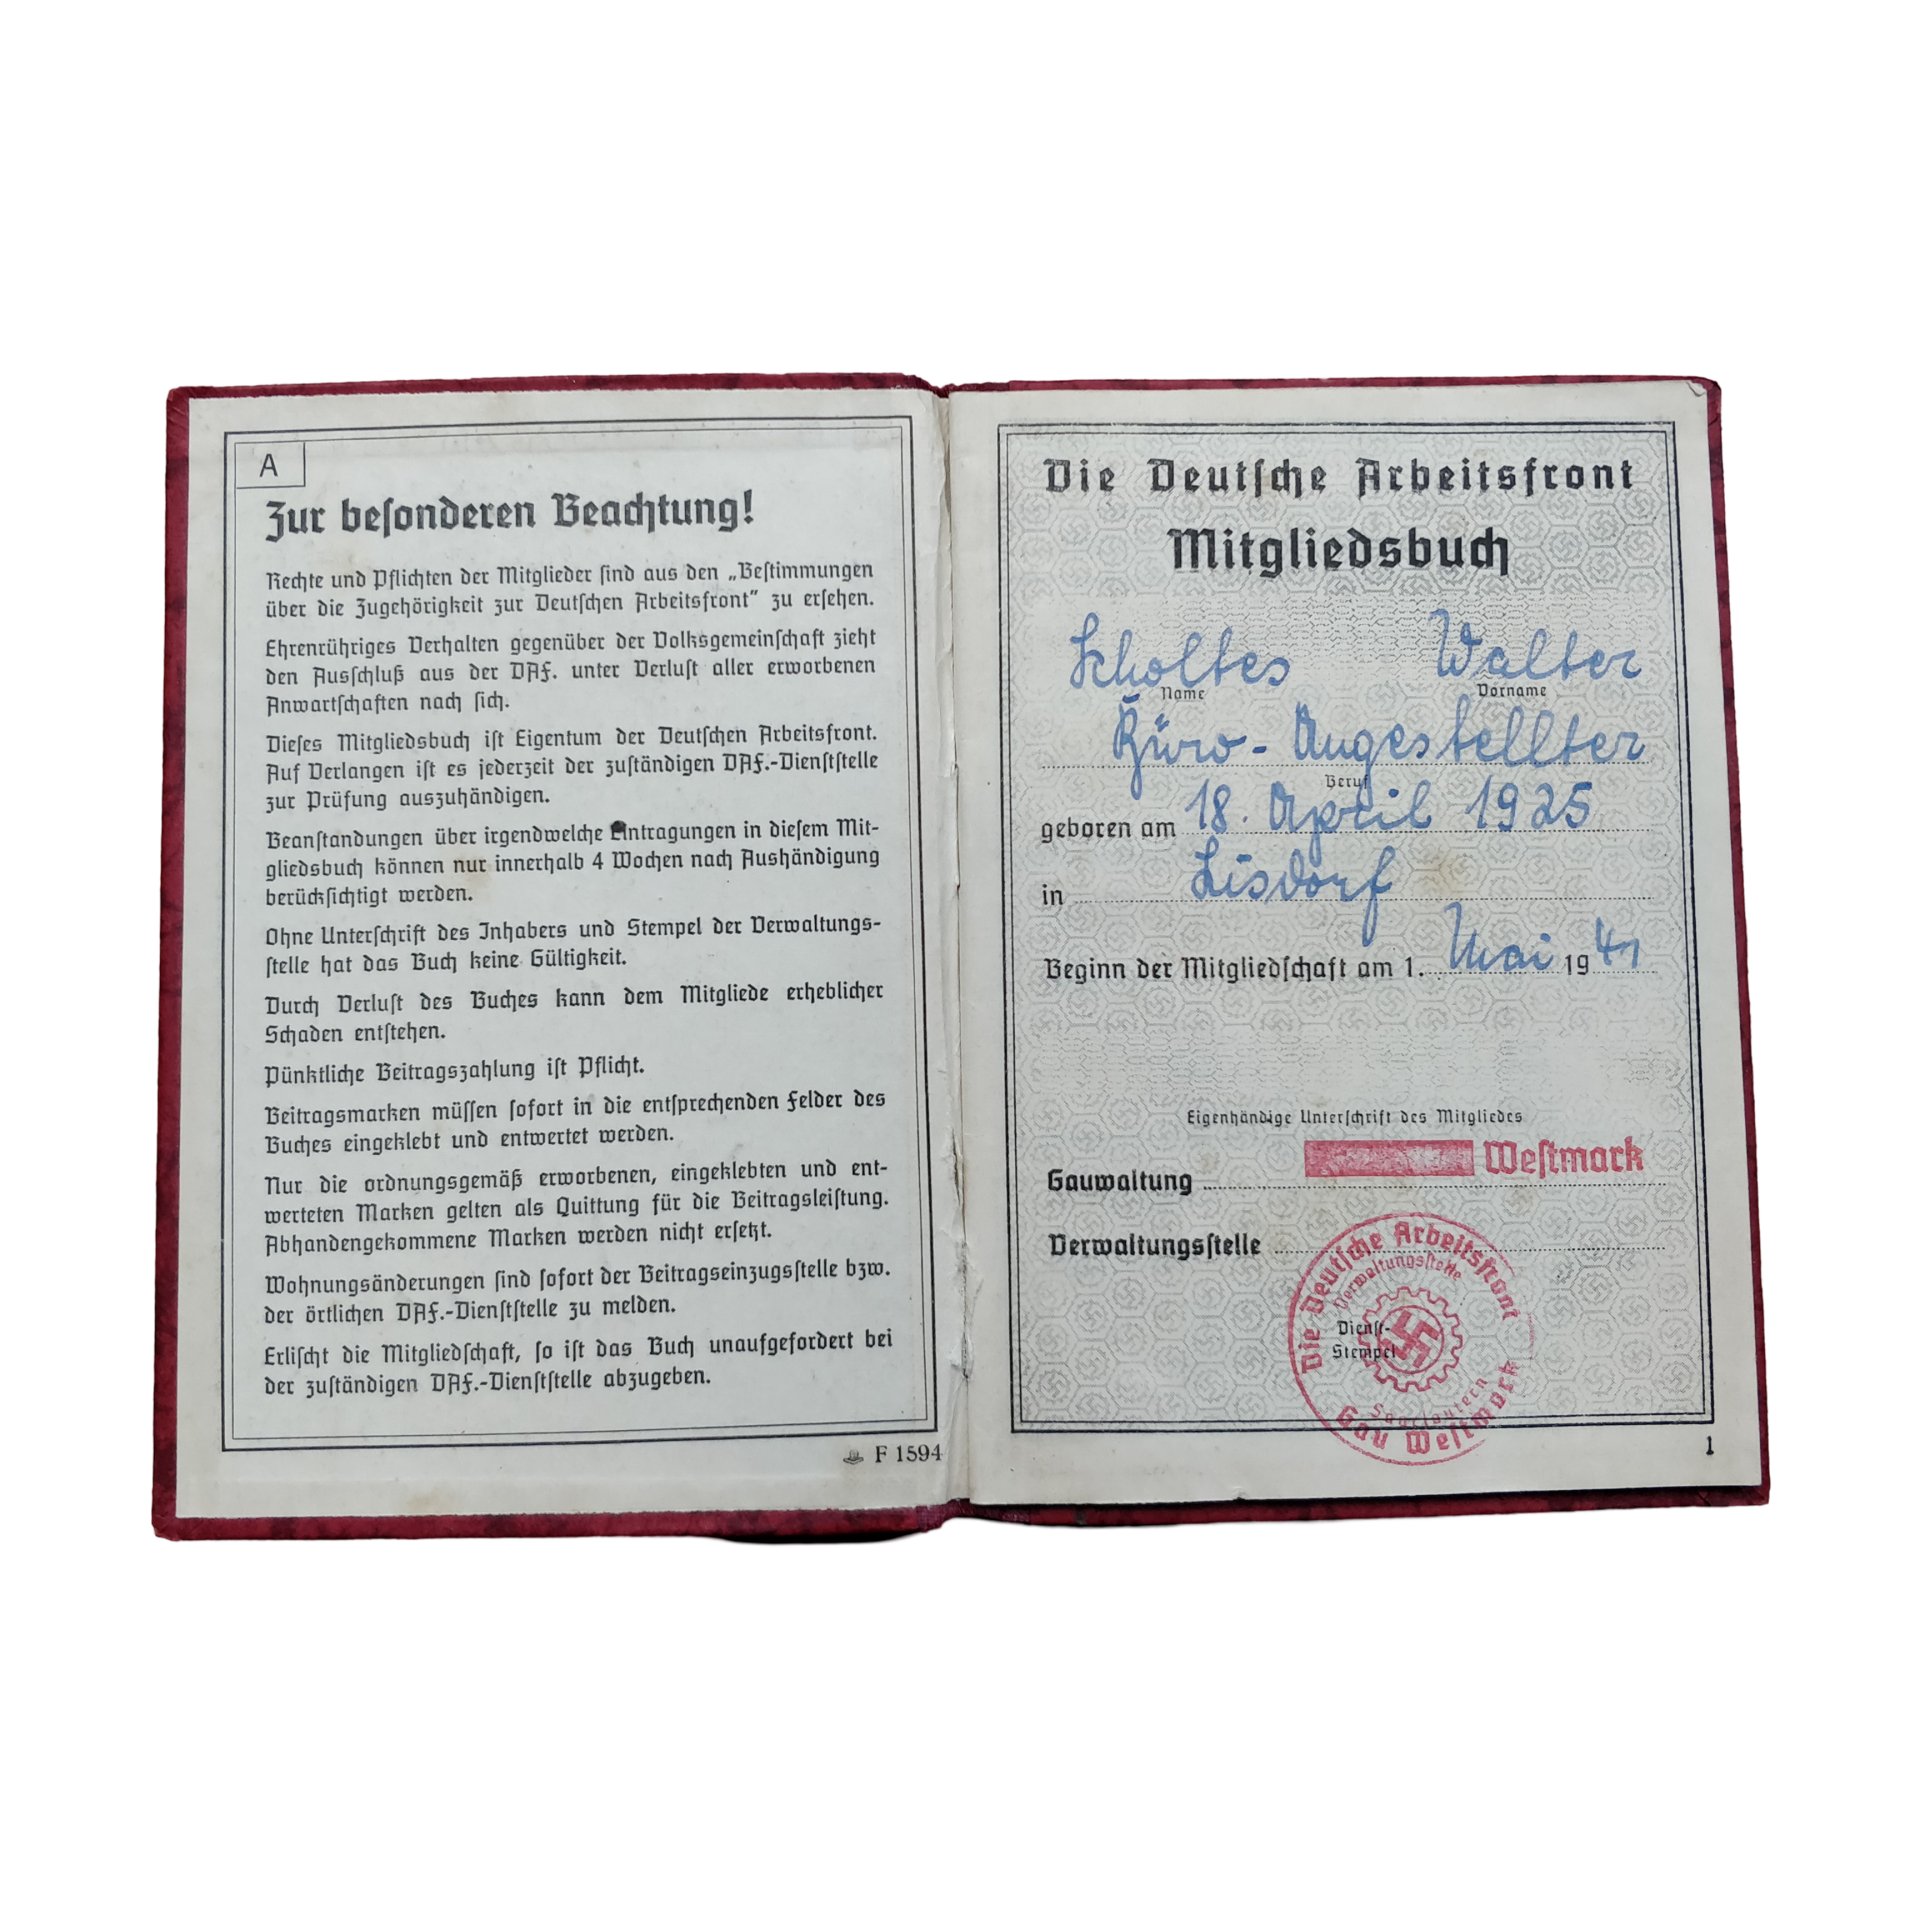 A
Zur besonderen Beachtung!
Rechte und Pflichten der Mitglieder sind aus den „Bestimmungen
über die Zugehörigkeit zur Deutschen Arbeitsfront" zu ersehen.
Ehrenrühriges Verhalten gegenüber der Volksgemeinschaft zieht
den Ausschluß aus der DAF. unter Verlust aller erworbenen
Anwartschaften nach sich.
Dieses Mitgliedsbuch ist Eigentum der Deutschen Arbeitsfront.
Auf Verlangen ist es jederzeit der zuständigen DAF.-Dienststelle
zur Prüfung auszuhändigen.
Beanstandungen über irgendwelche Eintragungen in diesem Mit-
gliedsbuch können nur innerhalb 4 Wochen nach Aushändigung
berücksichtigt werden.
Ohne Unterschrift des Inhabers und Stempel der Verwaltungs-
stelle hat das Buch keine Gültigkeit.
Durch Verlust des Buches kann dem Mitgliede erheblicher
Schaden entstehen.
Pünktliche Beitragszahlung ist Pflicht.
Beitragsmarken müssen sofort in die entsprechenden Felder des
Buches eingeklebt und entwertet werden.
Nur die ordnungsgemäß erworbenen, eingeklebten und ent-
werteten Marken gelten als Quittung für die Beitragsleistung.
Abhandengekommene Marken werden nicht ersetzt.
Wohnungsänderungen sind sofort der Beitragseinzugsstelle bzw.
der örtlichen DAF.-Dienststelle zu melden.
Erlischt die Mitgliedschaft, so ist das Buch unaufgefordert bei
der zuständigen DAF.-Dienststelle abzugeben.
F 1594
Die Deutsche Arbeitsfront
Mitgliedsbuch
Scholtes Walter
Name Vorname
Büro-Angestellter
Beruf
geboren am 18. April 1925
in Lisdorf
Beginn der Mitgliedschaft am 1. Mai 1941
Eigenhändige Unterschrift des Mitgliedes
Gauwaltung Westmark
Verwaltungsstelle
Die Deutsche Arbeitsfront
Verwaltungsstelle
Dienst-
Stempel
Saarlautern
Gau Westmark
1